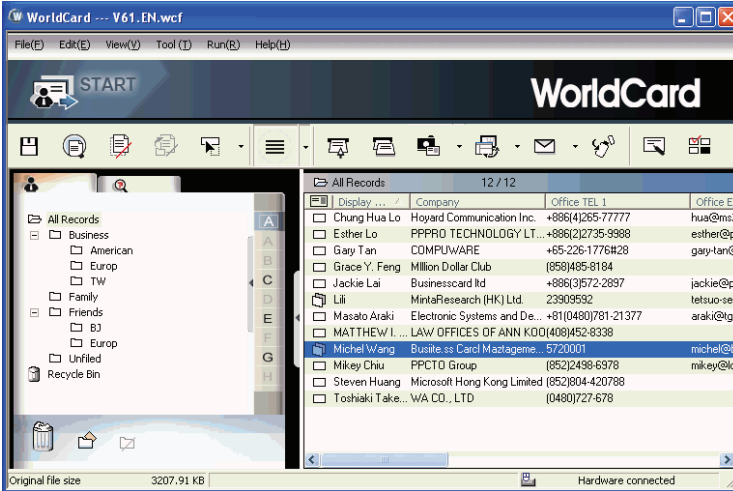 WorldCard --- V61.EN.wcf
File(F) Edit(E) View(V) Tool (T) Run(R) Help(H)
START
WorldCard
All Records 12 / 12
Display ... Company Office TEL 1 Office E
Chung Hua Lo Hoyard Communication Inc. +886(4)265-77777 hua@ms
Esther Lo PPPRO TECHNOLOGY LT... +886(2)2735-9988 esther@p
Gary Tan COMPUWARE +65-226-1776#28 gary-tan@
Grace Y. Feng MIllion Dollar Club (858)485-8184
Jackie Lai Businesscard ltd +886(3)572-2897 jackie@p
Lili MintaResearch (HK) Ltd. 23909592 tetsuo-se
Masato Araki Electronic Systems and De... +81(0480)781-21377 araki@tg
MATTHEW I. ... LAW OFFICES OF ANN KOO (408)452-8338
Michel Wang Busiite.ss Carcl Maztageme... 5720001 michel@
Mikey Chiu PPCTO Group (852)2498-6978 mikey@lo
Steven Huang Microsoft Hong Kong Limited (852)804-420788
Toshiaki Take... WA CO., LTD (0480)727-678
All Records
Business
American
Europ
TW
Family
Friends
BJ
Europ
Unfiled
Recycle Bin
A
A
B
C
D
E
F
G
H
Original file size 3207.91 KB Hardware connected